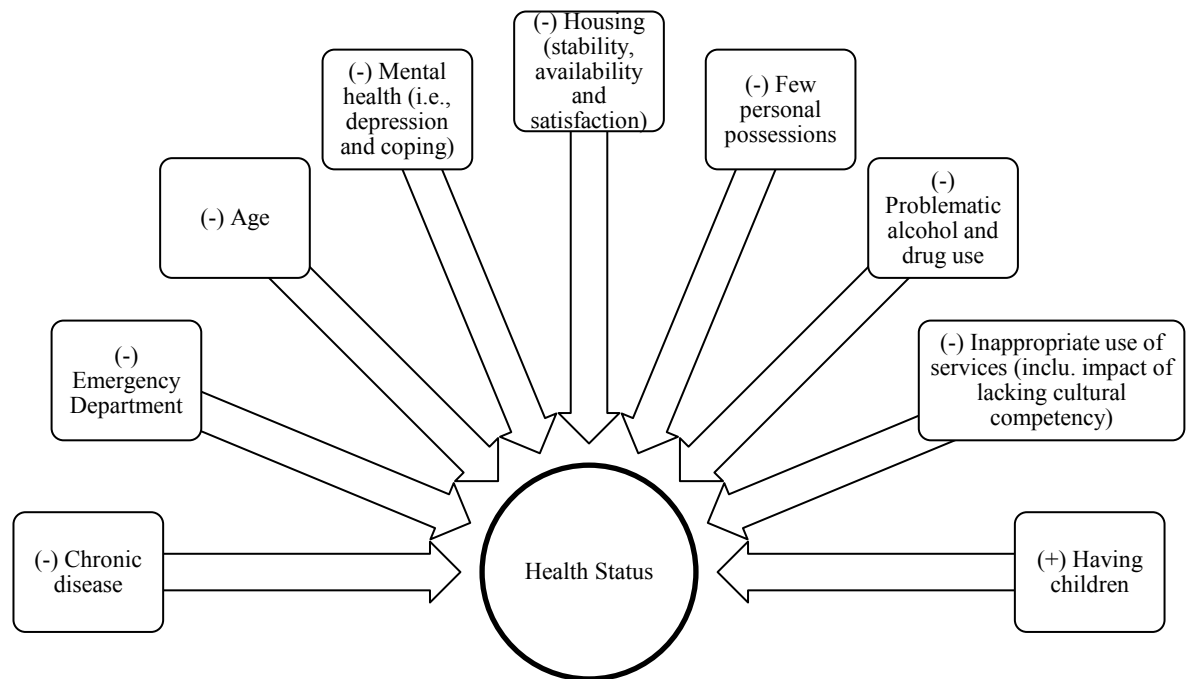 (-) Housing
(stability,
availability
and
satisfaction)
(-) Mental
health (i.e.,
depression
and coping)
(-) Few
personal
possessions
(-) Age
(-)
Problematic
alcohol and
drug use
(-)
Emergency
Department
(-) Inappropriate use of
services (inclu. impact of
lacking cultural
competency)
(-) Chronic
disease
Health Status
(+) Having
children